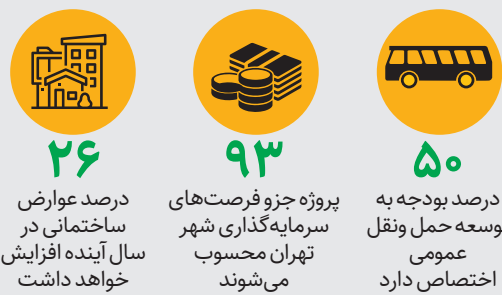 ۵۰
درصد بودجه به
توسعه حمل ونقل
عمومی
اختصاص دارد
۹۳
پروژه جزو فرصت‌های
سرمایه‌گذاری شهر
تهران محسوب
می‌شوند
۲۶
درصد عوارض
ساختمانی در
سال آینده افزایش
خواهد داشت